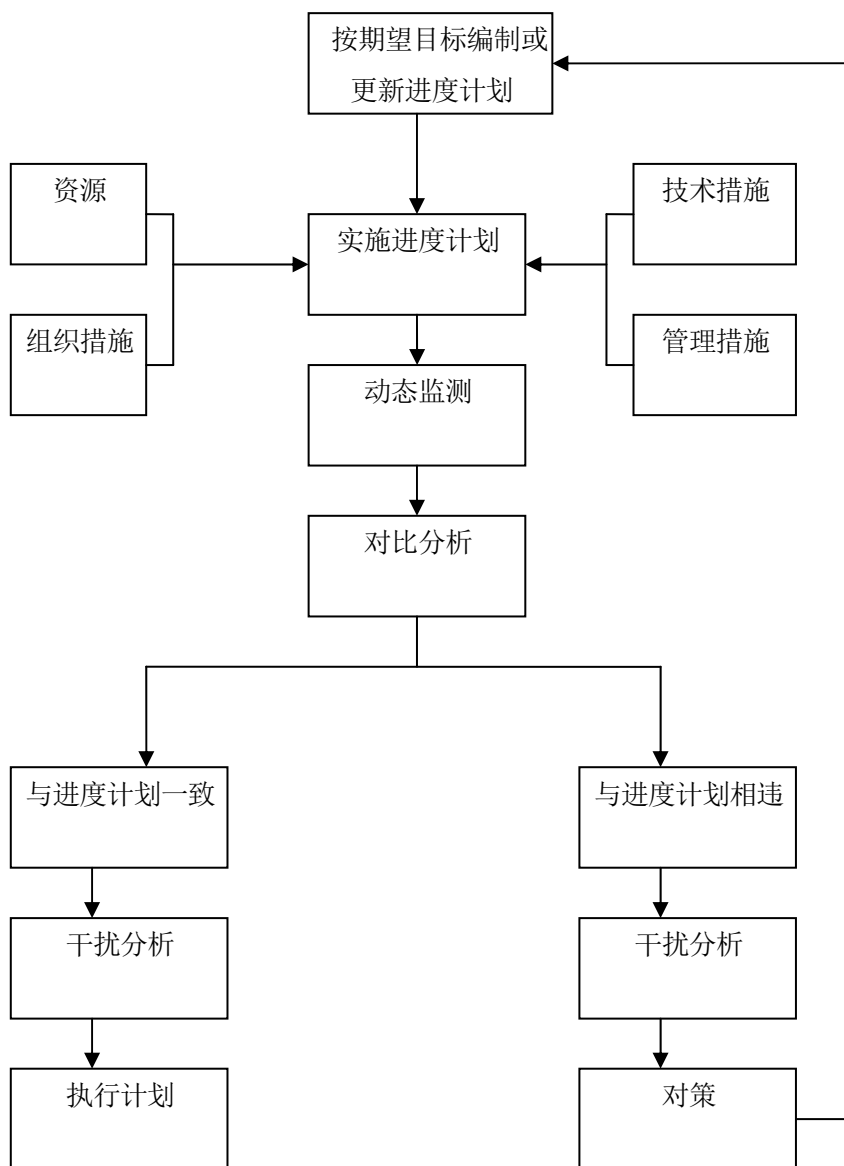 按期望目标编制或
更新进度计划
资源
技术措施
实施进度计划
组织措施
管理措施
动态监测
对比分析
与进度计划一致
与进度计划相违
干扰分析
干扰分析
执行计划
对策